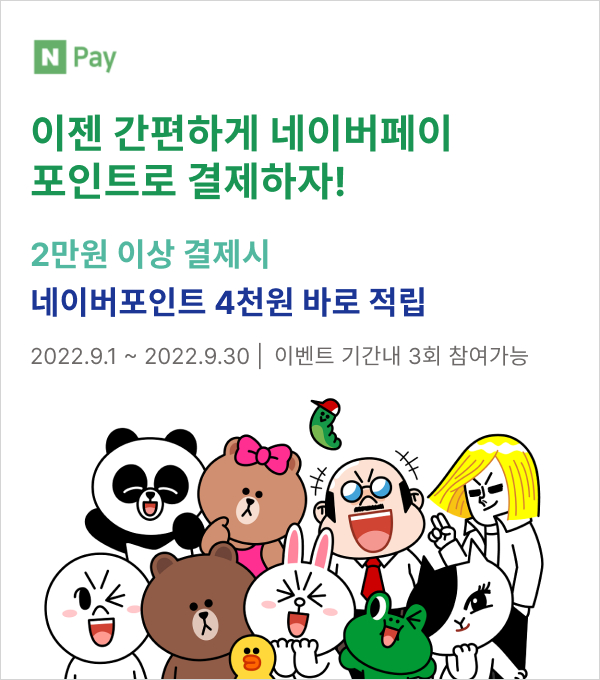 N Pay
이젠 간편하게 네이버페이
포인트로 결제하자!
2만원 이상 결제시
네이버포인트 4천원 바로 적립
2022.9.1 ~ 2022.9.30 | 이벤트 기간내 3회 참여가능